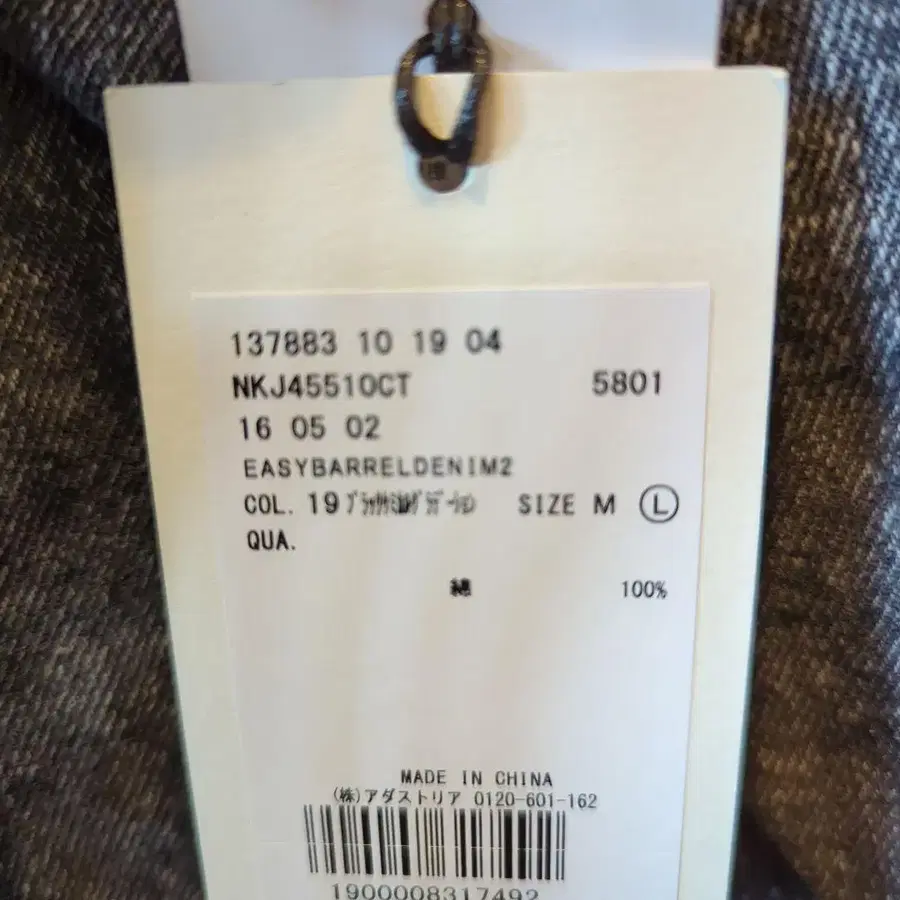 137883 10 19 04
NKJ45510CT 5801
16 05 02
EASYBARRELDENIM2
COL. 19 SIZE M Ⓛ
QUA.
綿 100%
MADE IN CHINA
(株)アダストリア 0120-601-162
1900008317492